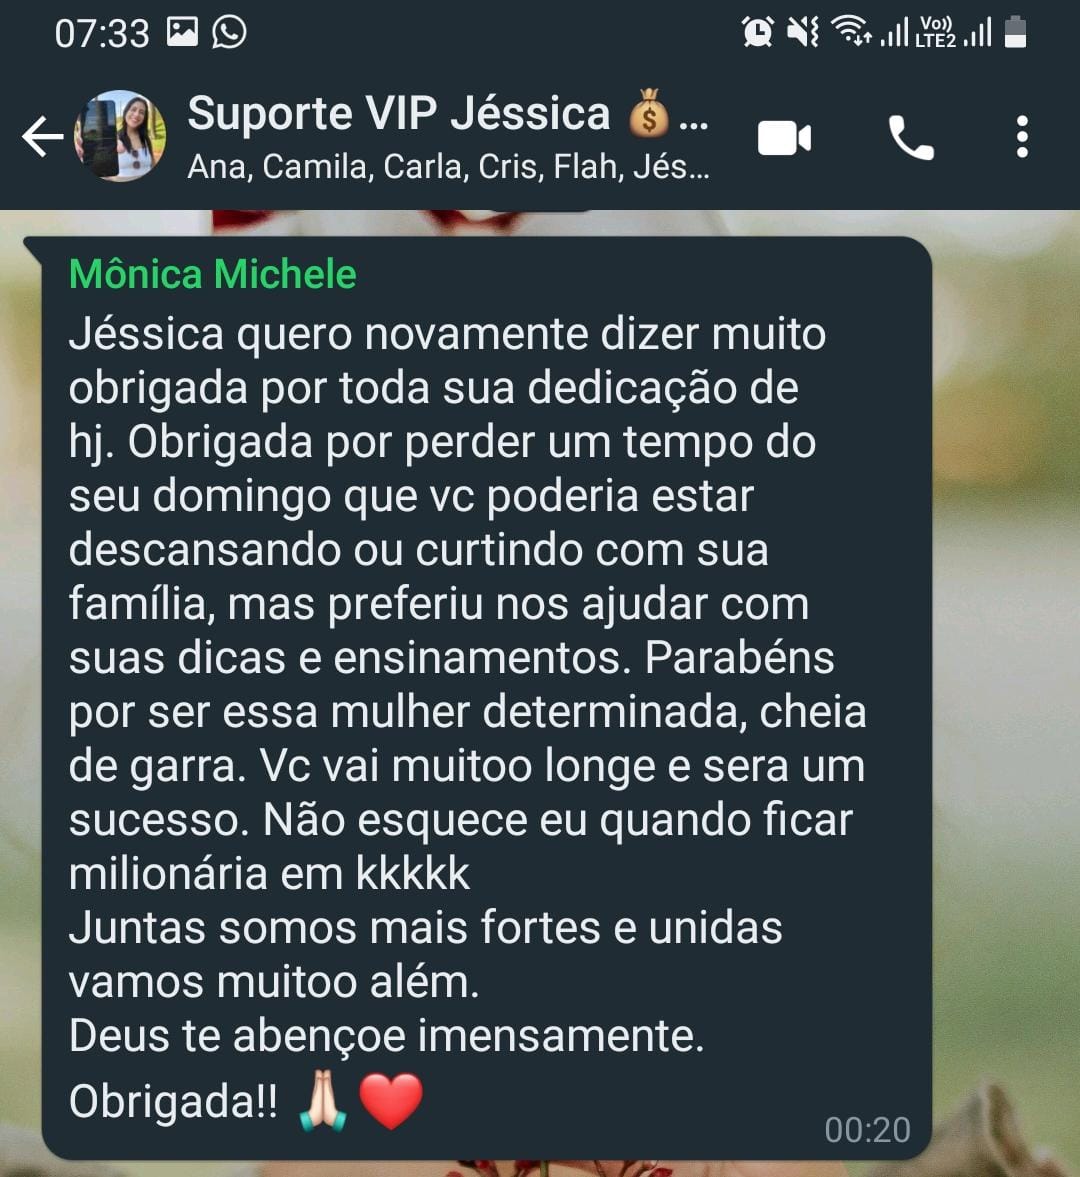 07:33
Vo))
LTE2
Suporte VIP Jéssica 💰...
Ana, Camila, Carla, Cris, Flah, Jés...
Mônica Michele
Jéssica quero novamente dizer muito
obrigada por toda sua dedicação de
hj. Obrigada por perder um tempo do
seu domingo que vc poderia estar
descansando ou curtindo com sua
família, mas preferiu nos ajudar com
suas dicas e ensinamentos. Parabéns
por ser essa mulher determinada, cheia
de garra. Vc vai muitoo longe e sera um
sucesso. Não esquece eu quando ficar
milionária em kkkkk
Juntas somos mais fortes e unidas
vamos muitoo além.
Deus te abençoe imensamente.
Obrigada!! 🙏🏻❤️
00:20